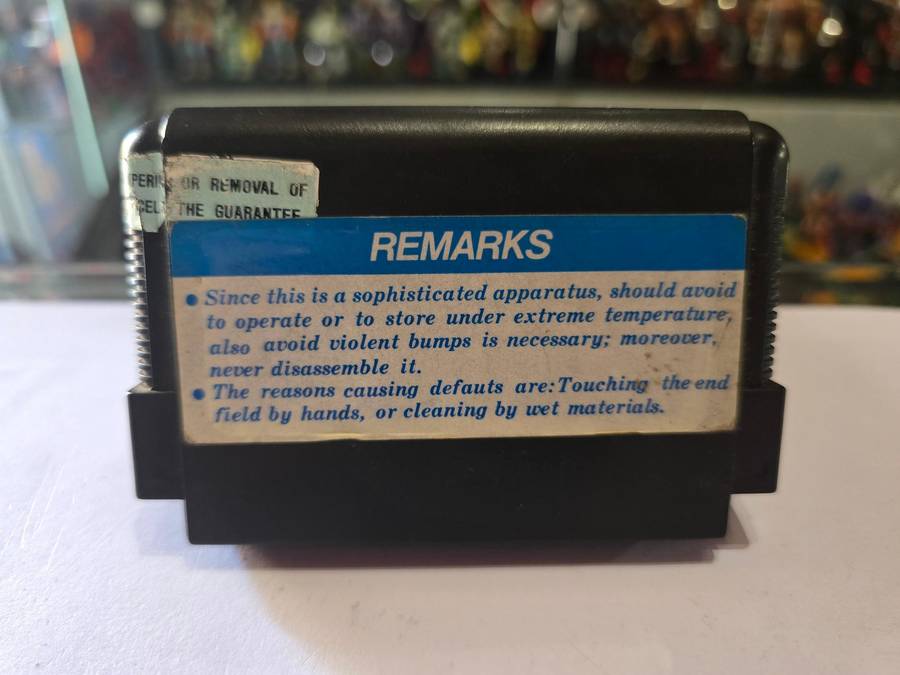 OR REMOVAL OF
THE GUARANTEE
REMARKS
• Since this is a sophisticated apparatus, should avoid
to operate or to store under extreme temperature,
also avoid violent bumps is necessary; moreover,
never disassemble it.
• The reasons causing defauts are: Touching the end
field by hands, or cleaning by wet materials.